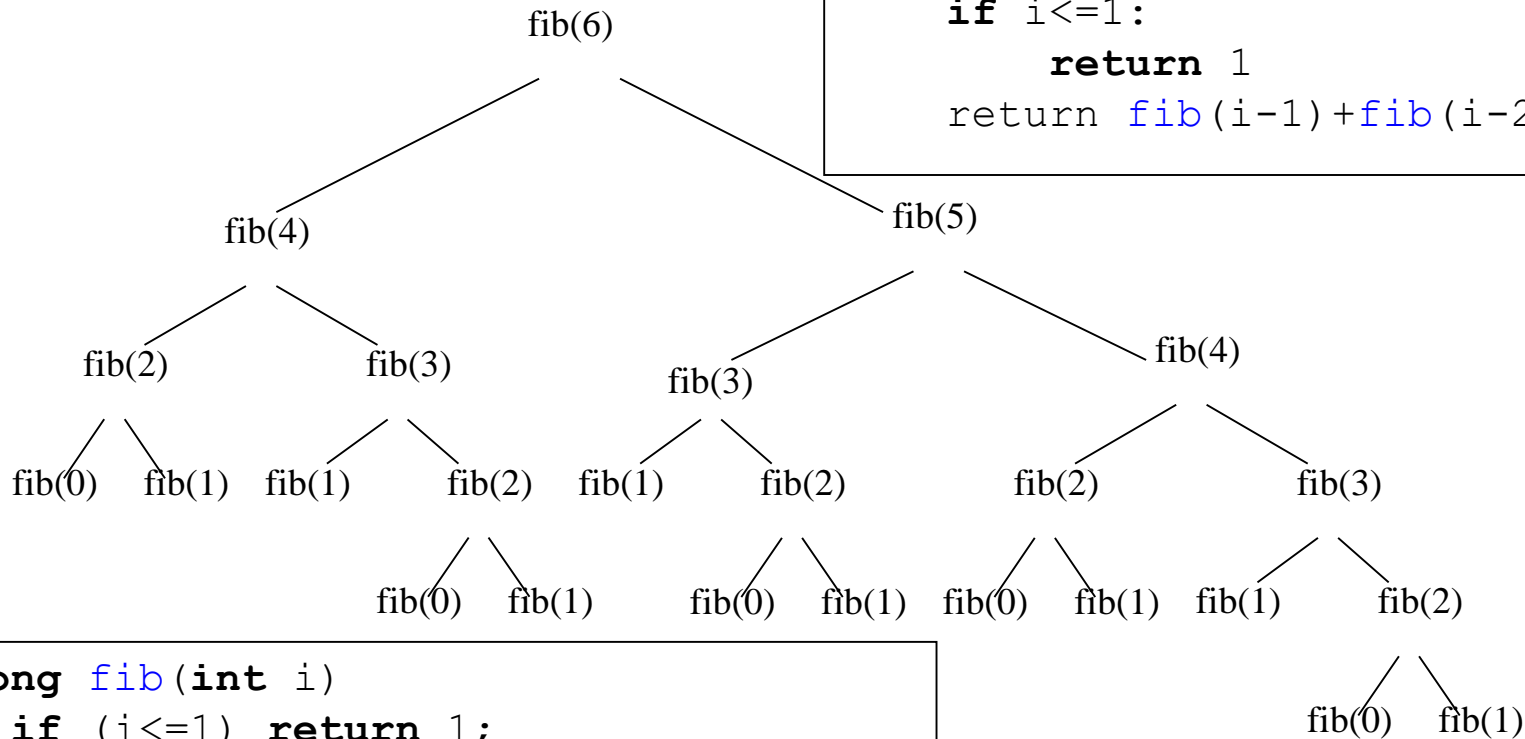 fib(6)
if i<=1:
return 1
return fib(i-1)+fib(i-2
fib(4)
fib(5)
fib(2)
fib(3)
fib(3)
fib(4)
fib(0) fib(1) fib(1) fib(2) fib(1) fib(2) fib(2) fib(3)
fib(0) fib(1) fib(0) fib(1) fib(0) fib(1) fib(1) fib(2)
fib(0) fib(1)
ong fib(int i)
if (i<=1) return 1;